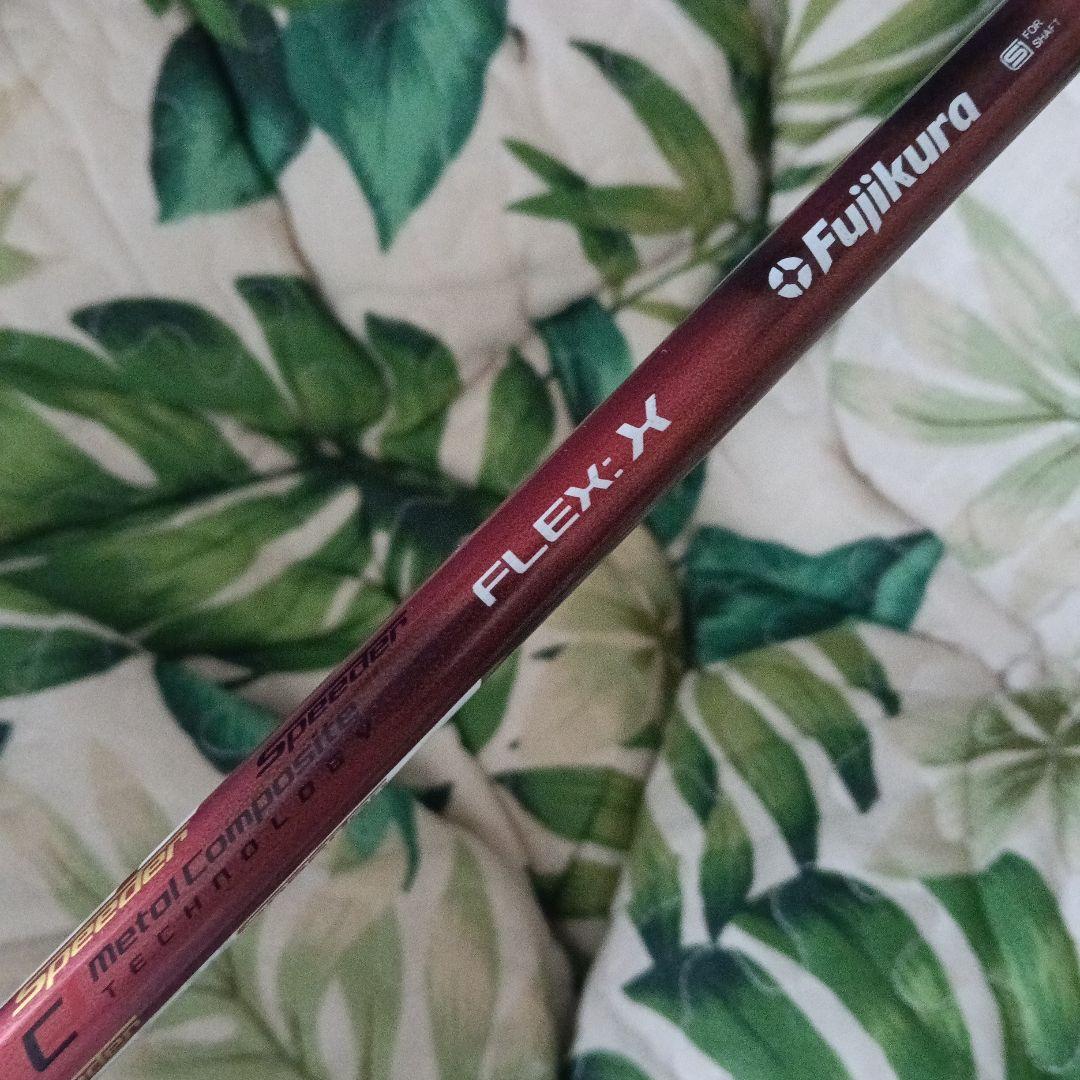 S FOR
SHAFT
Fujikura
FLEX: X
Speeder
Speeder
Metal Composite
TECHNOLOGY
C